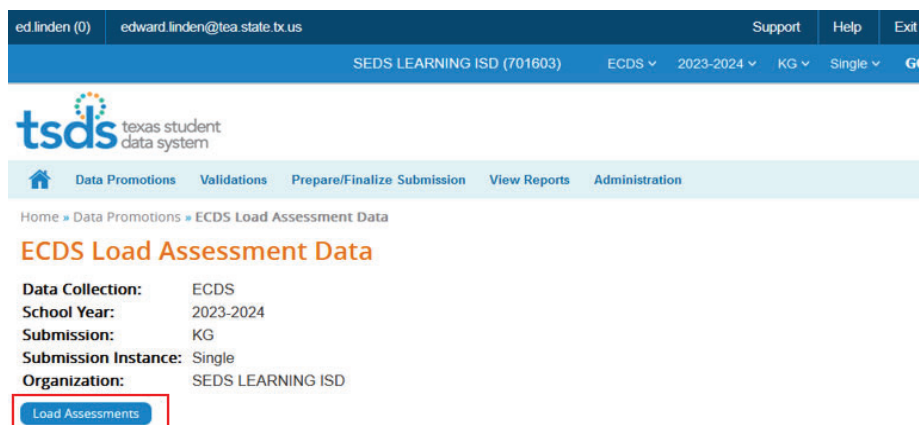 ed.linden (0) edward.linden@tea.state.tx.us Support Help Exit
SEDS LEARNING ISD (701603) ECDS 2023-2024 KG Single
tsds texas student
data system
Data Promotions Validations Prepare/Finalize Submission View Reports Administration
Home » Data Promotions » ECDS Load Assessment Data
ECDS Load Assessment Data
Data Collection: ECDS
School Year: 2023-2024
Submission: KG
Submission Instance: Single
Organization: SEDS LEARNING ISD
Load Assessments